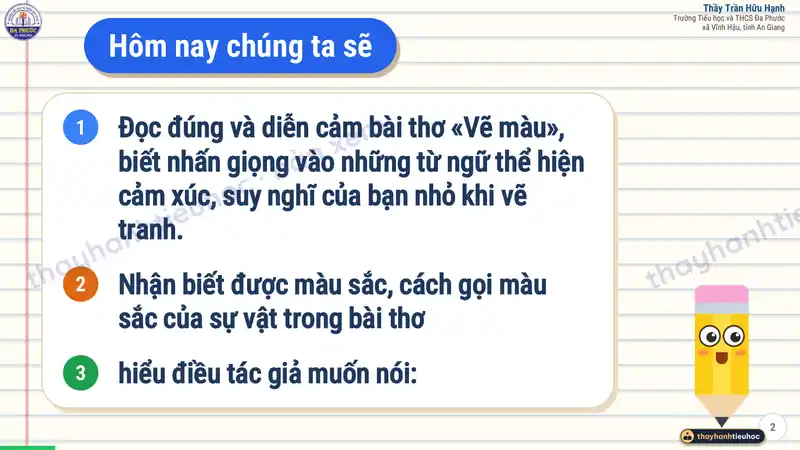 ĐA PHƯỚC
Thầy Trần Hữu Hạnh
Trường Tiểu học và THCS Đa Phước
xã Vĩnh Hậu, tỉnh An Giang
Hôm nay chúng ta sẽ
1 Đọc đúng và diễn cảm bài thơ «Vẽ màu»,
biết nhấn giọng vào những từ ngữ thể hiện
cảm xúc, suy nghĩ của bạn nhỏ khi vẽ
tranh.
2 Nhận biết được màu sắc, cách gọi màu
sắc của sự vật trong bài thơ
3 hiểu điều tác giả muốn nói:
thayhanhtieuhoc
2